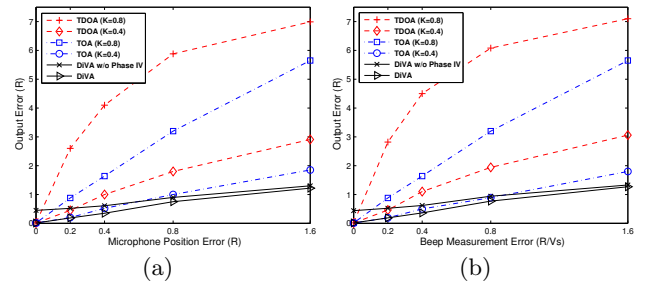 7
6
5
4
3
2
1
0
Output Error (R)
TDOA (K=0.8)
TDOA (K=0.4)
TOA (K=0.8)
TOA (K=0.4)
DiVA w/o Phase IV
DiVA
0 0.2 0.4 0.8 1.6
Microphone Position Error (R)
(a)
7
6
5
4
3
2
1
0
Output Error (R)
TDOA (K=0.8)
TDOA (K=0.4)
TOA (K=0.8)
TOA (K=0.4)
DiVA w/o Phase IV
DiVA
0 0.2 0.4 0.8 1.6
Beep Measurement Error (R/Vs)
(b)